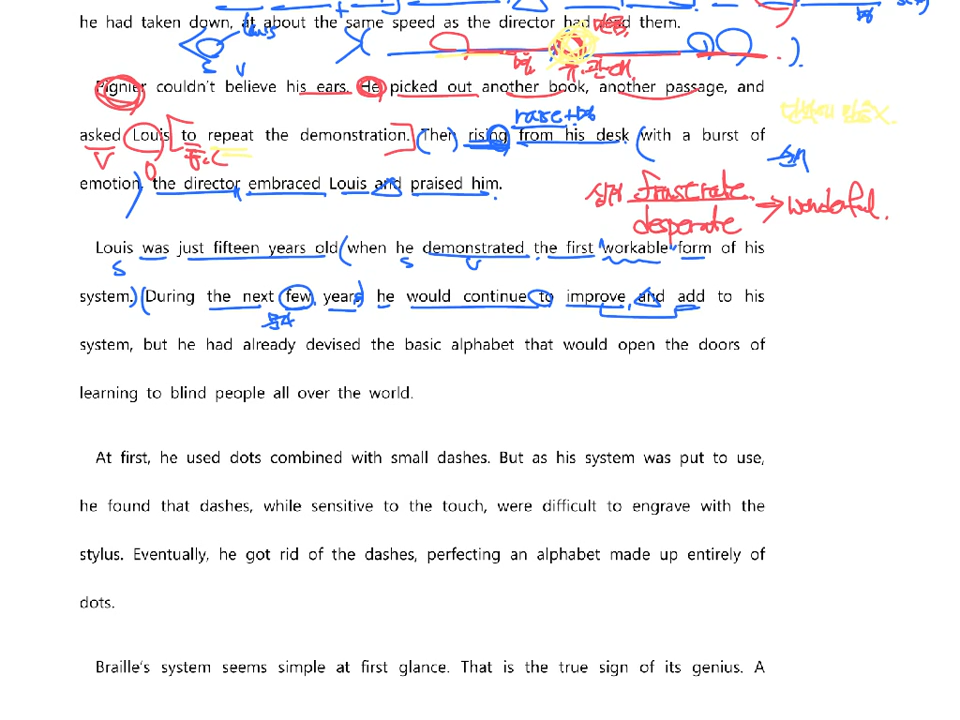 he had taken down, at about the same speed as the director had read them.
S V
Pignier couldn't believe his ears. He picked out another book, another passage, and
asked Louis to repeat the demonstration. Then rising from his desk (with a burst of
V O
emotion) the director embraced Louis and praised him.
frustrate
desperate → wonderful.
Louis was just fifteen years old (when he demonstrated the first workable form of his
S S V
system.) (During the next few years) he would continue to improve and add to his
system, but he had already devised the basic alphabet that would open the doors of
learning to blind people all over the world.
At first, he used dots combined with small dashes. But as his system was put to use,
he found that dashes, while sensitive to the touch, were difficult to engrave with the
stylus. Eventually, he got rid of the dashes, perfecting an alphabet made up entirely of
dots.
Braille's system seems simple at first glance. That is the true sign of its genius. A